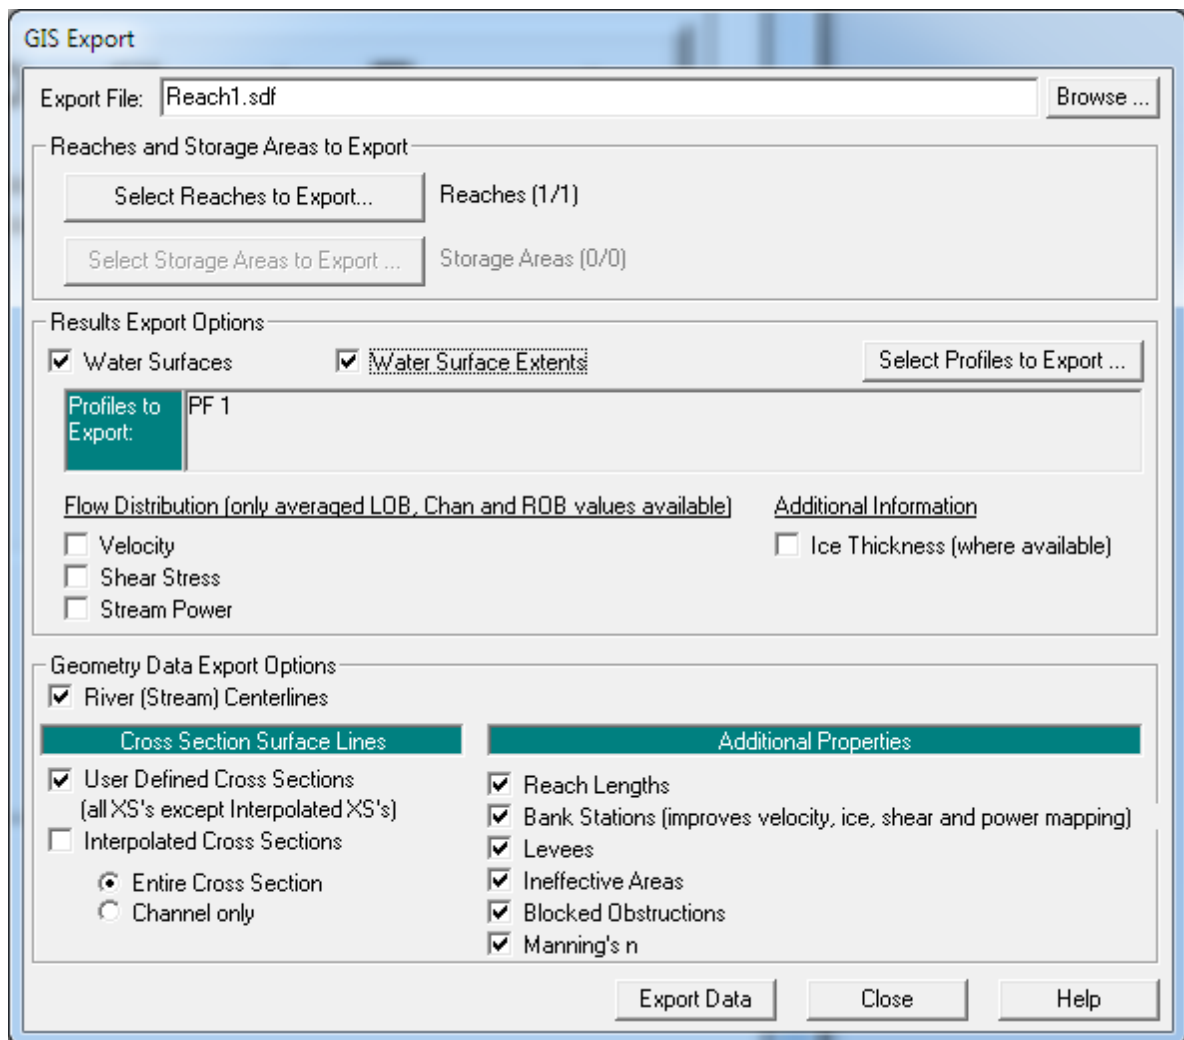 GIS Export
Export File: Reach1.sdf Browse ...
Reaches and Storage Areas to Export
Select Reaches to Export... Reaches (1/1)
Select Storage Areas to Export ... Storage Areas (0/0)
Results Export Options
Water Surfaces Water Surface Extents Select Profiles to Export ...
Profiles to PF 1
Export:
Flow Distribution (only averaged LOB, Chan and ROB values available) Additional Information
Velocity Ice Thickness (where available)
Shear Stress
Stream Power
Geometry Data Export Options
River (Stream) Centerlines
Cross Section Surface Lines Additional Properties
User Defined Cross Sections Reach Lengths
(all XS's except Interpolated XS's) Bank Stations (improves velocity, ice, shear and power mapping)
Interpolated Cross Sections Levees
Entire Cross Section Ineffective Areas
Channel only Blocked Obstructions
Manning's n
Export Data Close Help